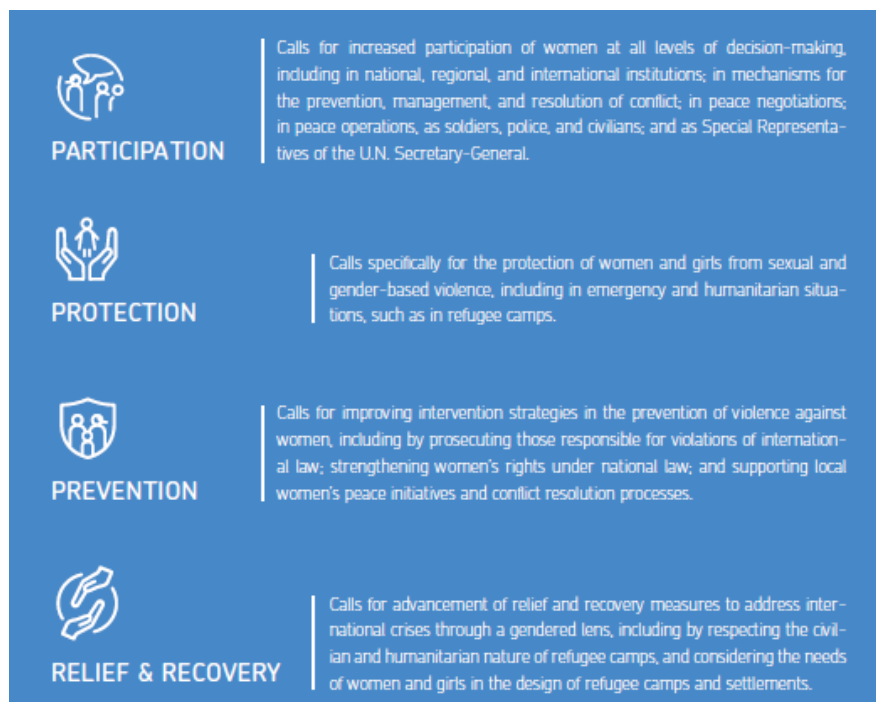 Calls for increased participation of women at all levels of decision-making,
including in national, regional, and international institutions; in mechanisms for
the prevention, management, and resolution of conflict; in peace negotiations;
in peace operations, as soldiers, police, and civilians; and as Special Representa-
tives of the U.N. Secretary-General.
PARTICIPATION
Calls specifically for the protection of women and girls from sexual and
gender-based violence, including in emergency and humanitarian situa-
tions, such as in refugee camps.
PROTECTION
Calls for improving intervention strategies in the prevention of violence against
women, including by prosecuting those responsible for violations of internation-
al law; strengthening women's rights under national law; and supporting local
women's peace initiatives and conflict resolution processes.
PREVENTION
Calls for advancement of relief and recovery measures to address inter-
national crises through a gendered lens, including by respecting the civil-
ian and humanitarian nature of refugee camps, and considering the needs
of women and girls in the design of refugee camps and settlements.
RELIEF & RECOVERY